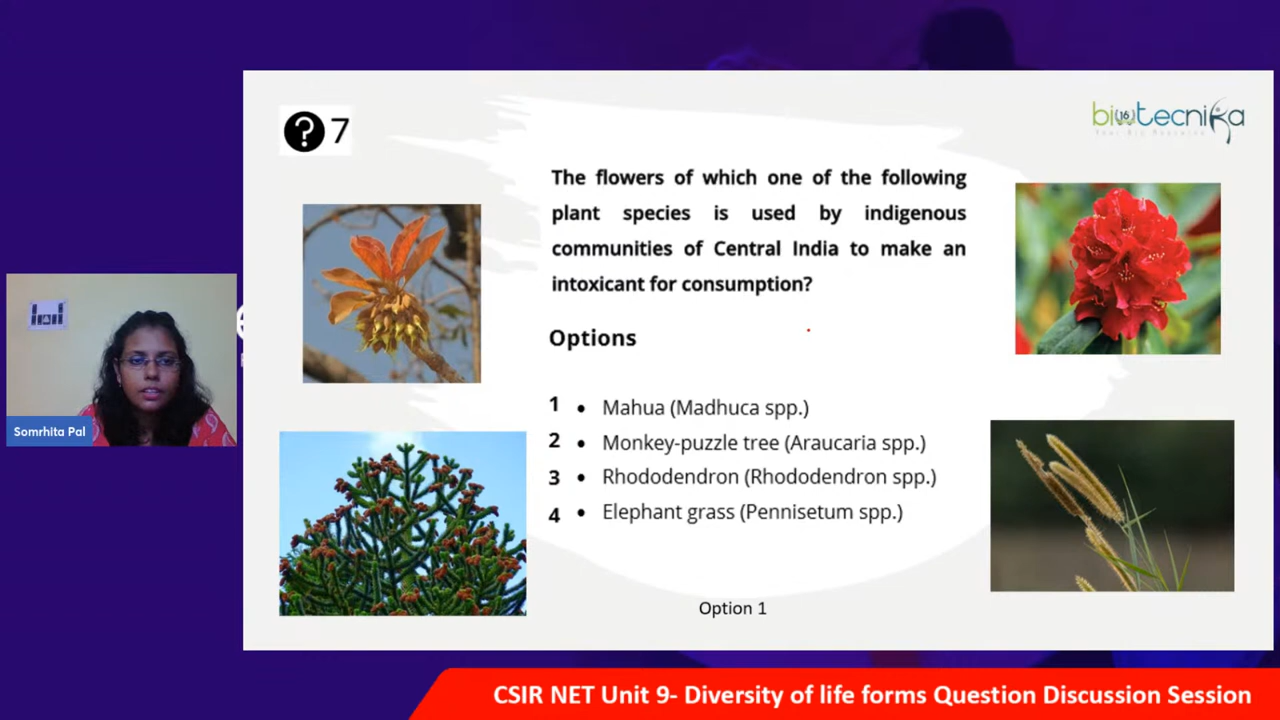 ? 7
biotecnika
The flowers of which one of the following
plant species is used by indigenous
communities of Central India to make an
intoxicant for consumption?
Options
1 • Mahua (Madhuca spp.)
2 • Monkey-puzzle tree (Araucaria spp.)
3 • Rhododendron (Rhododendron spp.)
4 • Elephant grass (Pennisetum spp.)
Option 1
Somrhita Pal
CSIR NET Unit 9- Diversity of life forms Question Discussion Session